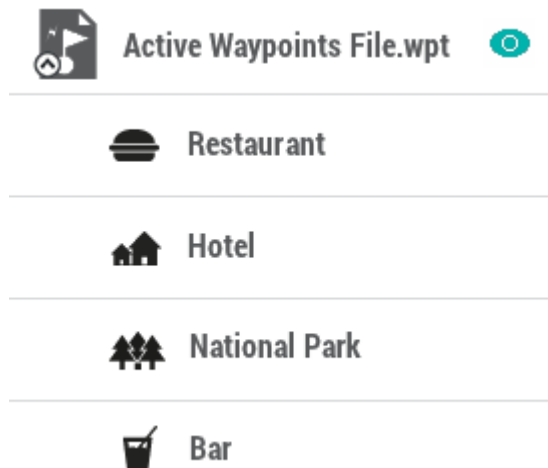 Active Waypoints File.wpt
Restaurant
Hotel
National Park
Bar